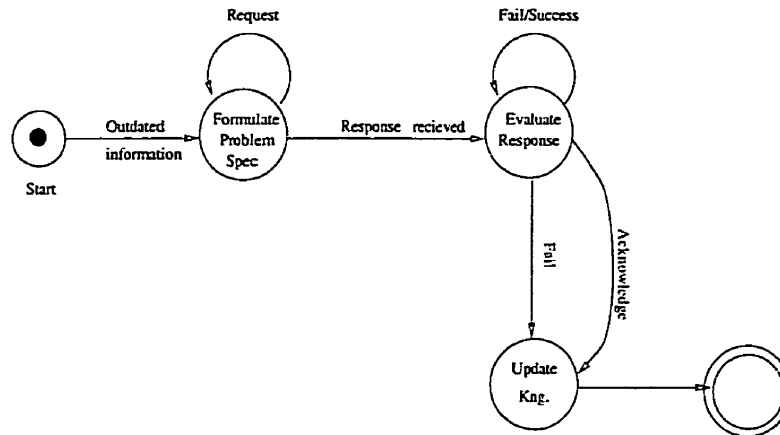 Request
Fail/Success
Outdated
information
Formulate
Problem
Spec
Response recieved
Evaluate
Response
Start
Fail
Acknowledge
Update
Kng.